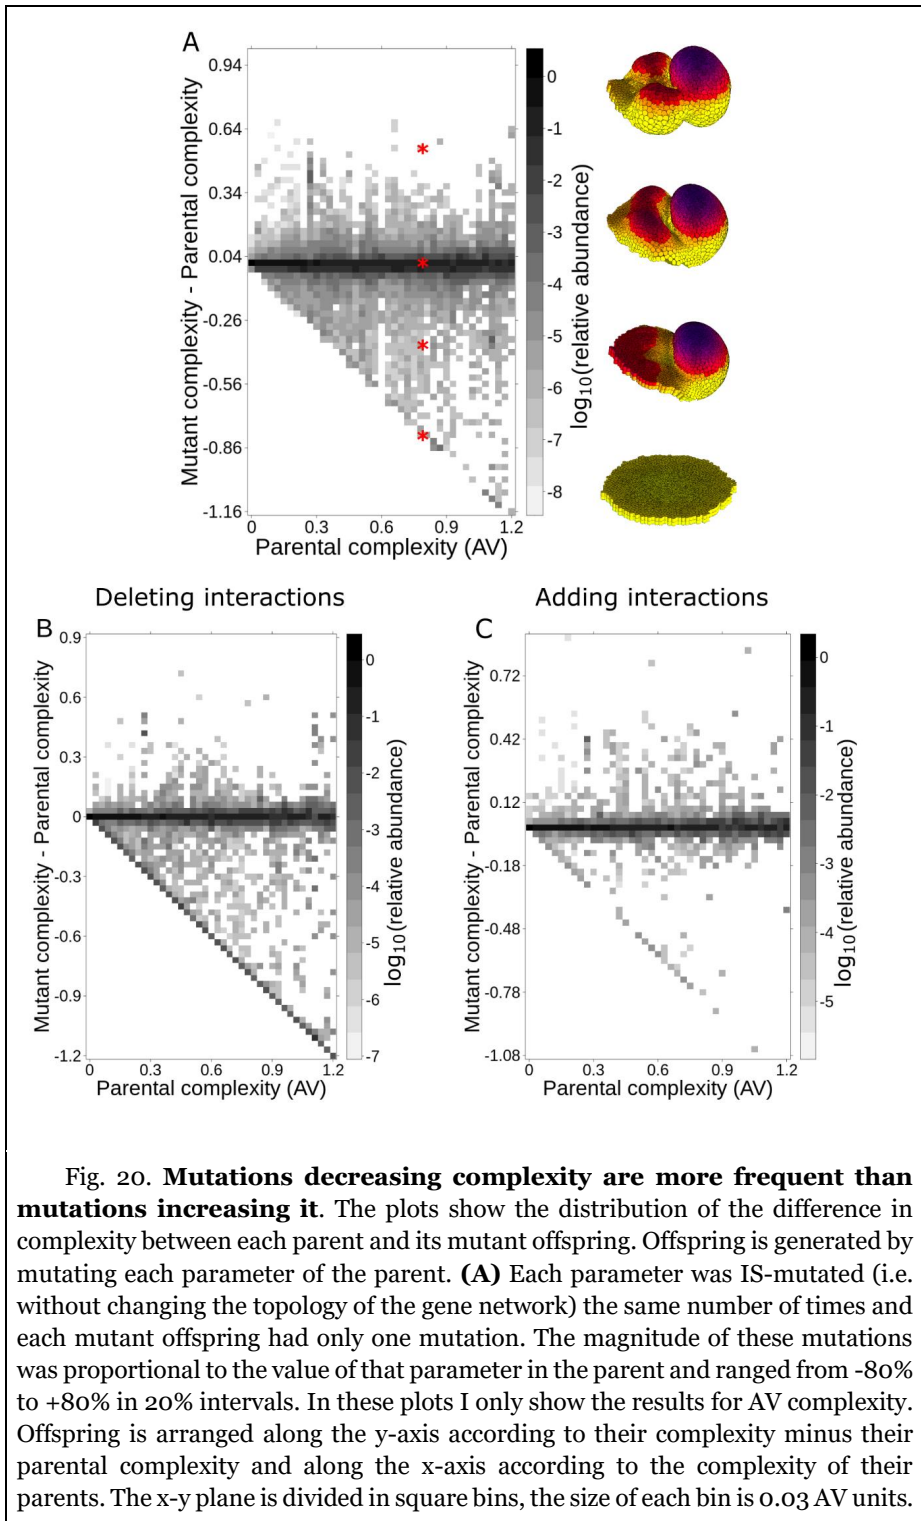 A
0.94
0.64
0.34
0.04
-0.26
-0.56
-0.86
-1.16
Mutant complexity - Parental complexity
0 0.3 0.6 0.9 1.2
Parental complexity (AV)
0
-1
-2
-3
-4
-5
-6
-7
-8
log10(relative abundance)
Deleting interactions
B
0.9
0.6
0.3
0
-0.3
-0.6
-0.9
-1.2
Mutant complexity - Parental complexity
0 0.3 0.6 0.9 1.2
Parental complexity (AV)
0
-1
-2
-3
-4
-5
-6
-7
log10(relative abundance)
Adding interactions
C
0.72
0.42
0.12
-0.18
-0.48
-0.78
-1.08
Mutant complexity - Parental complexity
0 0.3 0.6 0.9 1.2
Parental complexity (AV)
0
-1
-2
-3
-4
-5
log10(relative abundance)
Fig. 20. Mutations decreasing complexity are more frequent than
mutations increasing it. The plots show the distribution of the difference in
complexity between each parent and its mutant offspring. Offspring is generated by
mutating each parameter of the parent. (A) Each parameter was IS-mutated (i.e.
without changing the topology of the gene network) the same number of times and
each mutant offspring had only one mutation. The magnitude of these mutations
was proportional to the value of that parameter in the parent and ranged from -80%
to +80% in 20% intervals. In these plots I only show the results for AV complexity.
Offspring is arranged along the y-axis according to their complexity minus their
parental complexity and along the x-axis according to the complexity of their
parents. The x-y plane is divided in square bins, the size of each bin is 0.03 AV units.